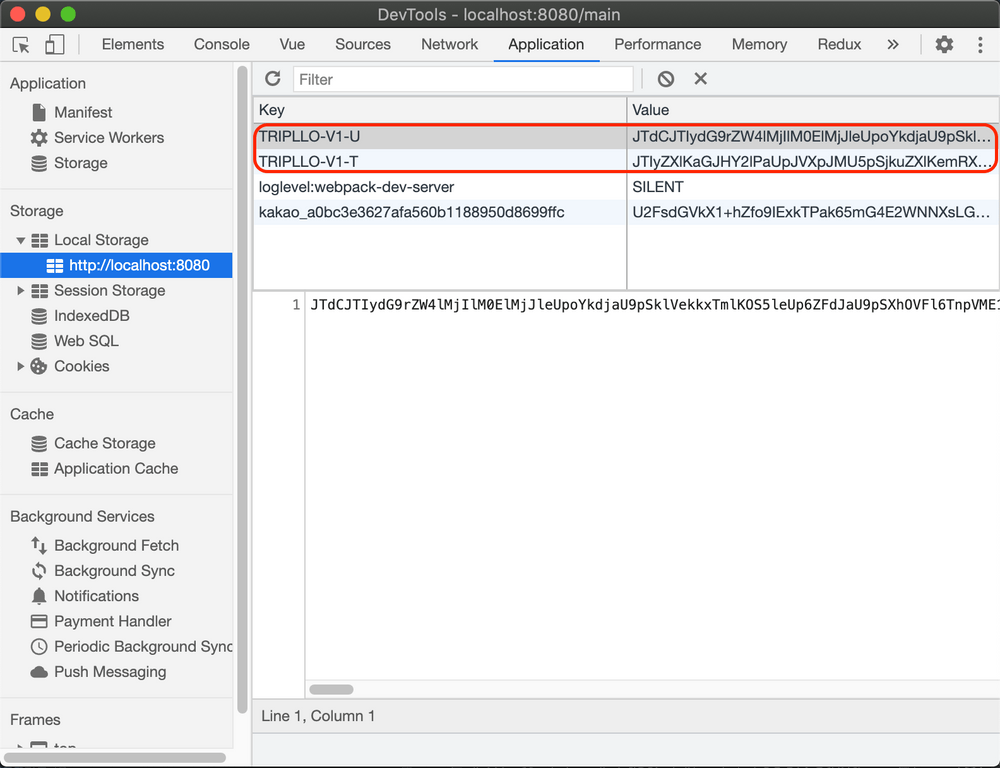 DevTools - localhost:8080/main
Elements Console Vue Sources Network Application Performance Memory Redux »
Application
Manifest
Service Workers
Storage
Storage
Local Storage
http://localhost:8080
Session Storage
IndexedDB
Web SQL
Cookies
Cache
Cache Storage
Application Cache
Background Services
Background Fetch
Background Sync
Notifications
Payment Handler
Periodic Background Sync
Push Messaging
Frames
top
Filter
Key Value
TRIPLLO-V1-U JTdCJTIydG9rZW4lMjIlM0ElMjJleUpoYkdjaU9pSkl...
TRIPLLO-V1-T JTIyZXlKaGJHY2lPaUpJVXpJMU5pSjkuZXlKemRX...
loglevel:webpack-dev-server SILENT
kakao_a0bc3e3627afa560b1188950d8699ffc U2FsdGVkX1+hZfo9IExkTPak65mG4E2WNNXsLG...
1 JTdCJTIydG9rZW4lMjIlM0ElMjJleUpoYkdjaU9pSklVekkxTmlKOS5leUp6ZFdJaU9pSXhOVFl6TnpVME1
Line 1, Column 1